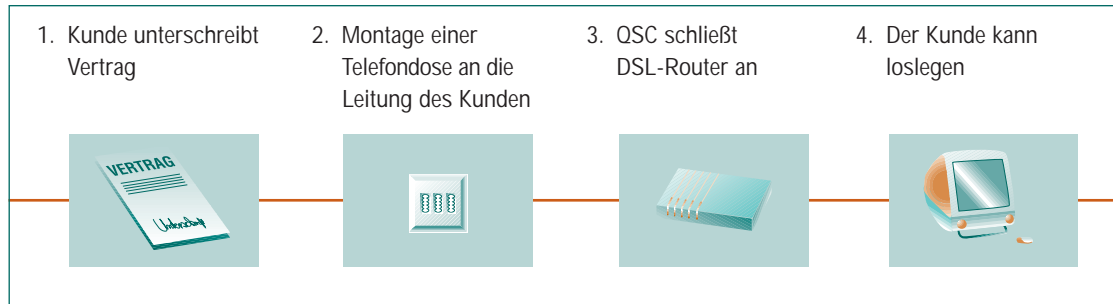 1. Kunde unterschreibt
Vertrag
2. Montage einer
Telefondose an die
Leitung des Kunden
3. QSC schließt
DSL-Router an
4. Der Kunde kann
loslegen
VERTRAG
Unterschrift